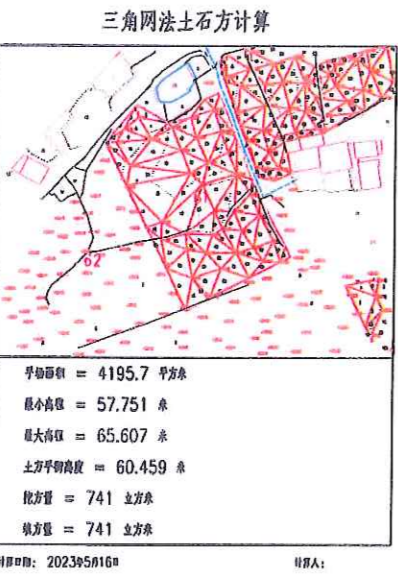 三角网法土石方计算
62
平场面积 = 4195.7 平方米
最小高程 = 57.751 米
最大高程 = 65.607 米
土方平衡高度 = 60.459 米
挖方量 = 741 立方米
填方量 = 741 立方米
计算日期: 2023年5月16日
计算人: